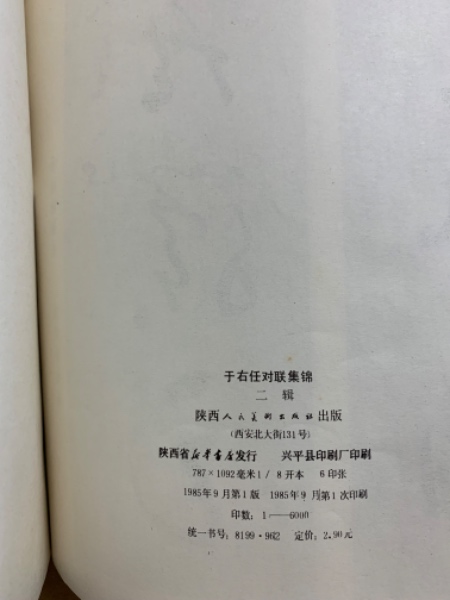 于右任对联集锦
二 辑
陕西人民美术出版社出版
(西安北大街131号)
陕西省新华书店发行 兴平县印刷厂印刷
787×1092毫米1/8开本 6印张
1985年9月第1版 1985年9月第1次印刷
印数:1——6000
统一书号:8199·962 定价:2.90元